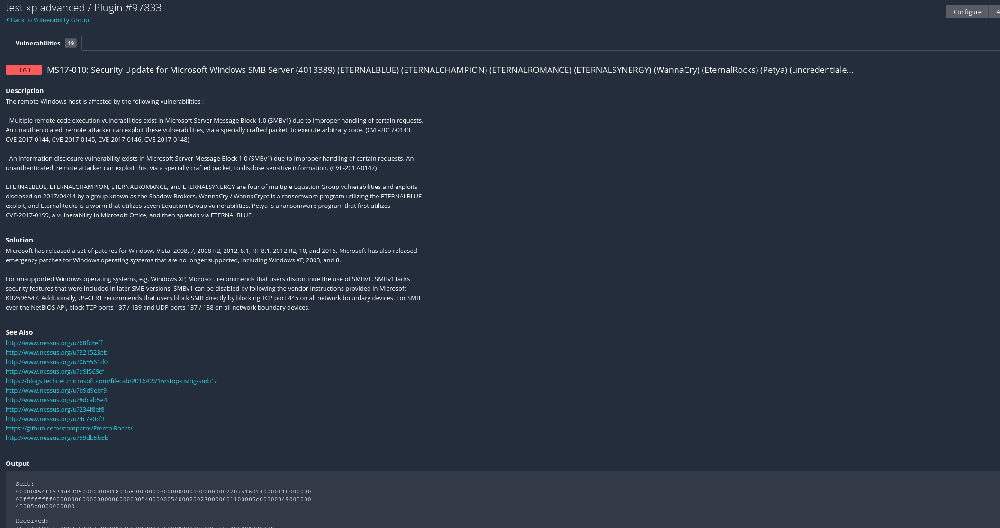 test xp advanced / Plugin #97833
Back to Vulnerability Group
Configure
Vulnerabilities 19
HIGH MS17-010: Security Update for Microsoft Windows SMB Server (4013389) (ETERNALBLUE) (ETERNALCHAMPION) (ETERNALROMANCE) (ETERNALSYNERGY) (WannaCry) (EternalRocks) (Petya) (uncredentiale...
Description
The remote Windows host is affected by the following vulnerabilities :
- Multiple remote code execution vulnerabilities exist in Microsoft Server Message Block 1.0 (SMBv1) due to improper handling of certain requests.
An unauthenticated, remote attacker can exploit these vulnerabilities, via a specially crafted packet, to execute arbitrary code. (CVE-2017-0143,
CVE-2017-0144, CVE-2017-0145, CVE-2017-0146, CVE-2017-0148)
- An information disclosure vulnerability exists in Microsoft Server Message Block 1.0 (SMBv1) due to improper handling of certain requests. An
unauthenticated, remote attacker can exploit this, via a specially crafted packet, to disclose sensitive information. (CVE-2017-0147)
ETERNALBLUE, ETERNALCHAMPION, ETERNALROMANCE, and ETERNALSYNERGY are four of multiple Equation Group vulnerabilities and exploits
disclosed on 2017/04/14 by a group known as the Shadow Brokers. WannaCry / WannaCrypt is a ransomware program utilizing the ETERNALBLUE
exploit, and EternalRocks is a worm that utilizes seven Equation Group vulnerabilities. Petya is a ransomware program that first utilizes
CVE-2017-0199, a vulnerability in Microsoft Office, and then spreads via ETERNALBLUE.
Solution
Microsoft has released a set of patches for Windows Vista, 2008, 7, 2008 R2, 2012, 8.1, RT 8.1, 2012 R2, 10, and 2016. Microsoft has also released
emergency patches for Windows operating systems that are no longer supported, including Windows XP, 2003, and 8.
For unsupported Windows operating systems, e.g. Windows XP, Microsoft recommends that users discontinue the use of SMBv1. SMBv1 lacks
security features that were included in later SMB versions. SMBv1 can be disabled by following the vendor instructions provided in Microsoft
KB2696547. Additionally, US-CERT recommends that users block SMB directly by blocking TCP port 445 on all network boundary devices. For SMB
over the NetBIOS API, block TCP ports 137 / 139 and UDP ports 137 / 138 on all network boundary devices.
See Also
http://www.nessus.org/u?68fc8eff
http://www.nessus.org/u?321523eb
http://www.nessus.org/u?065561d0
http://www.nessus.org/u?d9f569cf
https://blogs.technet.microsoft.com/filecab/2016/09/16/stop-using-smb1/
http://www.nessus.org/u?b9d9ebf9
http://www.nessus.org/u?8dcab5e4
http://www.nessus.org/u?234f8ef8
http://www.nessus.org/u?4c7e0cf3
https://github.com/stamparm/EternalRocks/
http://www.nessus.org/u?59db5b5b
Output
Sent:
00000054ff534d4225000000001803c80000000000000000000000000220751601400001100000000
00ffffffff0000000000000000000000005400000054000200230000001100005c00500049005000
45005c0000000000
Received: